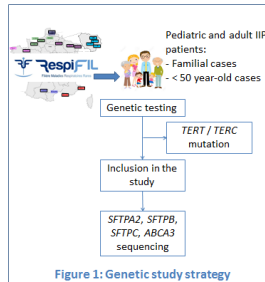 Pediatric and adult IIP
patients:
- Familial cases
- < 50 year-old cases
RESPIFIL
Genetic testing
TERT / TERC
mutation
Inclusion in the
study
SFTPA2, SFTPB,
SFTPC, ABCA3
sequencing
Figure 1: Genetic study strategy